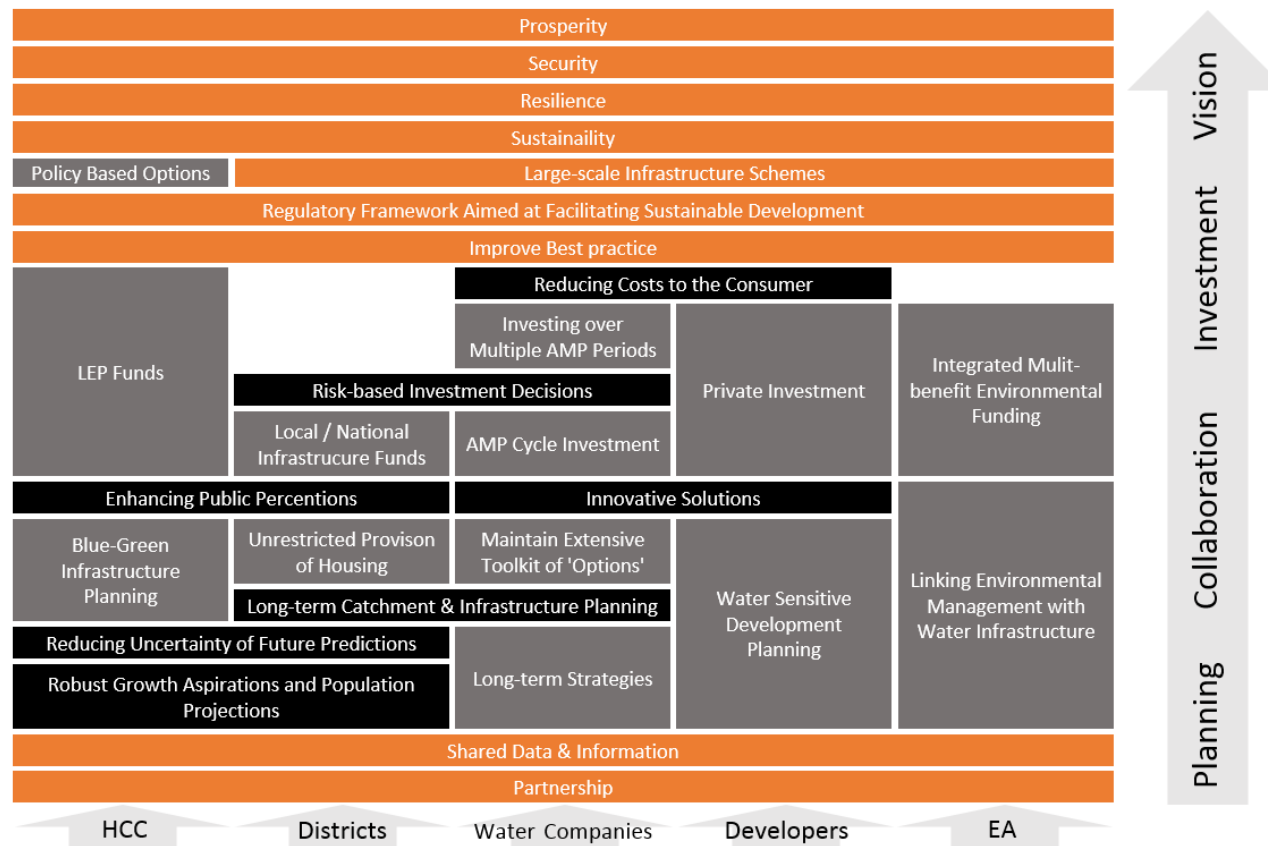 Prosperity
Security
Resilience
Sustainaility
Policy Based Options
Large-scale Infrastructure Schemes
Regulatory Framework Aimed at Facilitating Sustainable Development
Improve Best practice
LEP Funds
Reducing Costs to the Consumer
Investing over
Multiple AMP Periods
Private Investment
Integrated Mulit-
benefit Environmental
Funding
Risk-based Investment Decisions
Local / National
Infrastrucure Funds
AMP Cycle Investment
Enhancing Public Percentions
Innovative Solutions
Blue-Green
Infrastructure
Planning
Unrestricted Provison
of Housing
Maintain Extensive
Toolkit of 'Options'
Water Sensitive
Development
Planning
Linking Environmental
Management with
Water Infrastructure
Long-term Catchment & Infrastructure Planning
Reducing Uncertainty of Future Predictions
Long-term Strategies
Robust Growth Aspirations and Population
Projections
Shared Data & Information
Partnership
HCC
Districts
Water Companies
Developers
EA
Planning
Collaboration
Investment
Vision